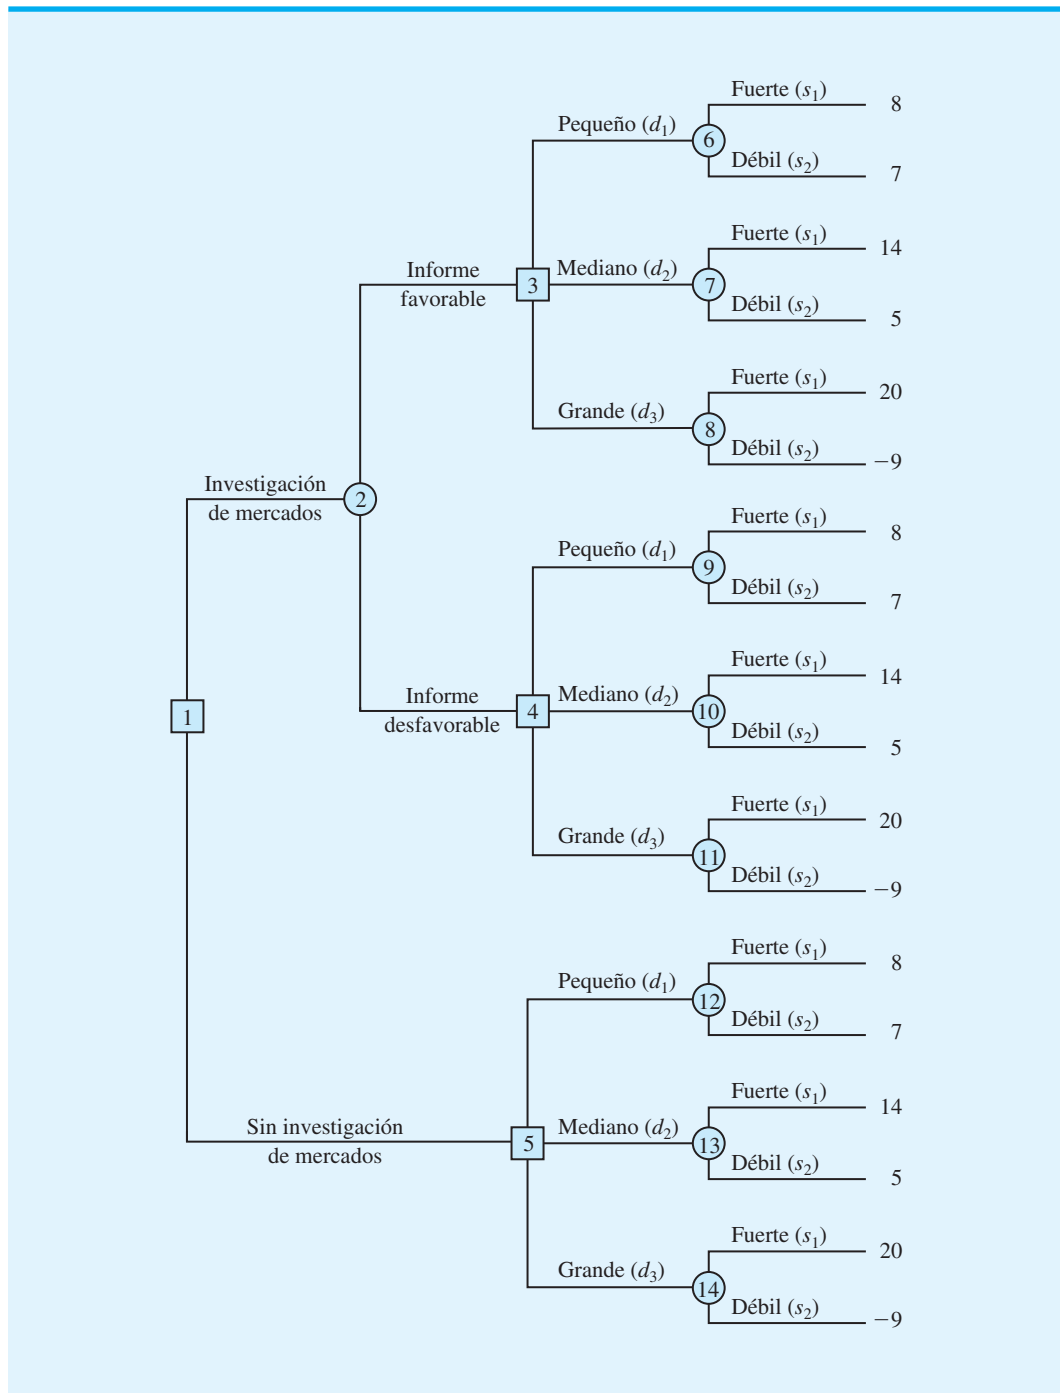 Fuerte (s1)
8
Pequeño (d1)
6
Débil (s2)
7
Fuerte (s1)
14
Informe
favorable
3
Mediano (d2)
7
Débil (s2)
5
Fuerte (s1)
20
Grande (d3)
8
Débil (s2)
−9
Investigación
de mercados
2
Fuerte (s1)
8
Pequeño (d1)
9
Débil (s2)
7
Fuerte (s1)
14
1
Informe
desfavorable
4
Mediano (d2)
10
Débil (s2)
5
Fuerte (s1)
20
Grande (d3)
11
Débil (s2)
−9
Fuerte (s1)
8
Pequeño (d1)
12
Débil (s2)
7
Fuerte (s1)
14
Sin investigación
de mercados
5
Mediano (d2)
13
Débil (s2)
5
Fuerte (s1)
20
Grande (d3)
14
Débil (s2)
−9